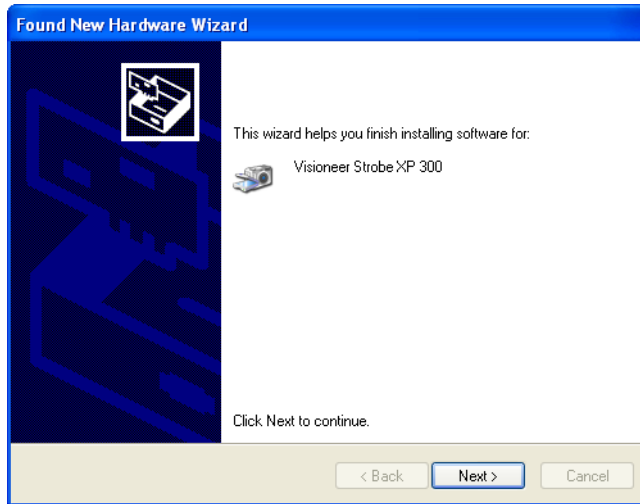 Found New Hardware Wizard
This wizard helps you finish installing software for:
Visioneer Strobe XP 300
Click Next to continue.
< Back
Next >
Cancel